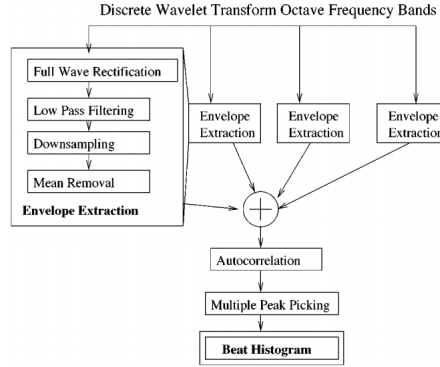 Discrete Wavelet Transform Octave Frequency Bands
Full Wave Rectification
Low Pass Filtering
Downsampling
Mean Removal
Envelope Extraction
Envelope
Extraction
Envelope
Extraction
Envelope
Extraction
Autocorrelation
Multiple Peak Picking
Beat Histogram